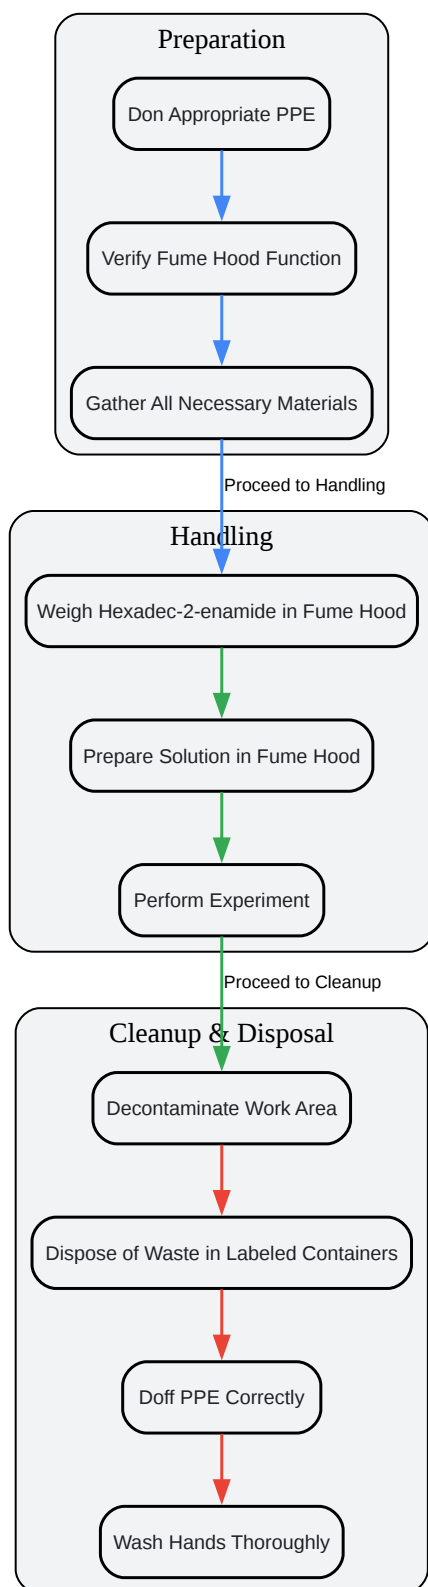 Preparation
Don Appropriate PPE
Verify Fume Hood Function
Gather All Necessary Materials
Proceed to Handling
Handling
Weigh Hexadec-2-enamide in Fume Hood
Prepare Solution in Fume Hood
Perform Experiment
Proceed to Cleanup
Cleanup & Disposal
Decontaminate Work Area
Dispose of Waste in Labeled Containers
Doff PPE Correctly
Wash Hands Thoroughly